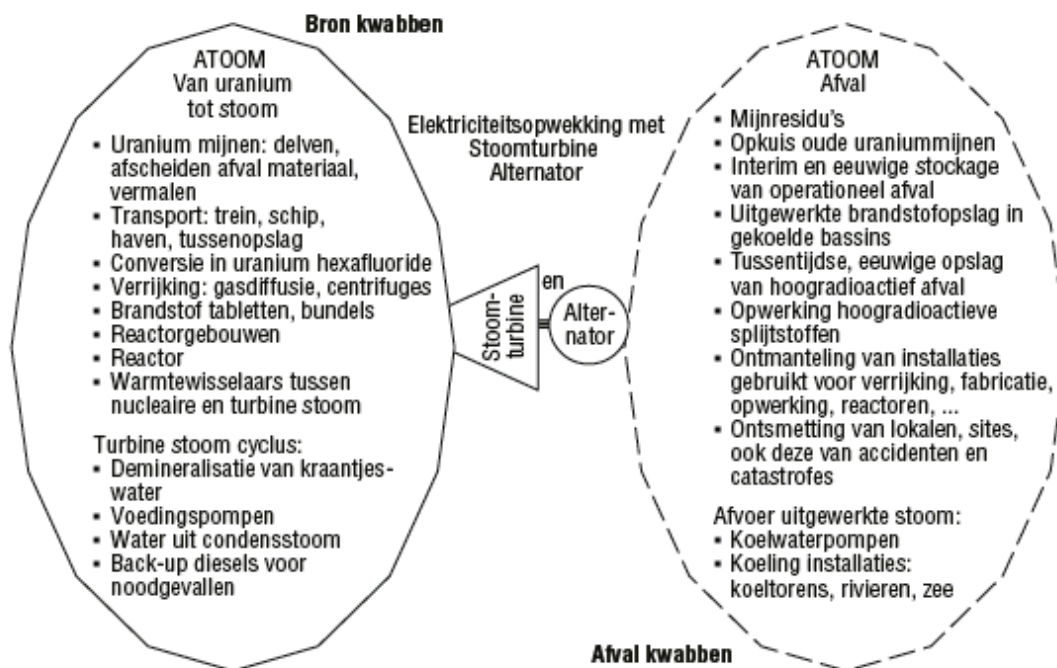 Bron kwabben
ATOOM
Van uranium
tot stoom
▪ Uranium mijnen: delven,
afscheiden afval materiaal,
vermalen
▪ Transport: trein, schip,
haven, tussenopslag
▪ Conversie in uranium hexafluoride
▪ Verrijking: gasdiffusie, centrifuges
▪ Brandstof tabletten, bundels
▪ Reactorgebouwen
▪ Reactor
▪ Warmtewisselaars tussen
nucleaire en turbine stoom
Turbine stoom cyclus:
▪ Demineralisatie van kraantjes-
water
▪ Voedingspompen
▪ Water uit condensstoom
▪ Back-up diesels voor
noodgevallen
Elektriciteitsopwekking met
Stoomturbine
Alternator
Stoom-
turbine
en
Alter-
nator
ATOOM
Afval
▪ Mijnresidu's
▪ Opkuis oude uraniummijnen
▪ Interim en eeuwige stockage
van operationeel afval
▪ Uitgewerkte brandstofopslag in
gekoelde bassins
▪ Tussentijdse, eeuwige opslag
van hoogradioactief afval
▪ Opwerking hoogradioactieve
splijtstoffen
▪ Ontmanteling van installaties
gebruikt voor verrijking, fabricatie,
opwerking, reactoren, ...
▪ Ontsmetting van lokalen, sites,
ook deze van accidenten en
catastrofes
Afvoer uitgewerkte stoom:
▪ Koelwaterpompen
▪ Koeling installaties:
koeltorens, rivieren, zee
Afval kwabben